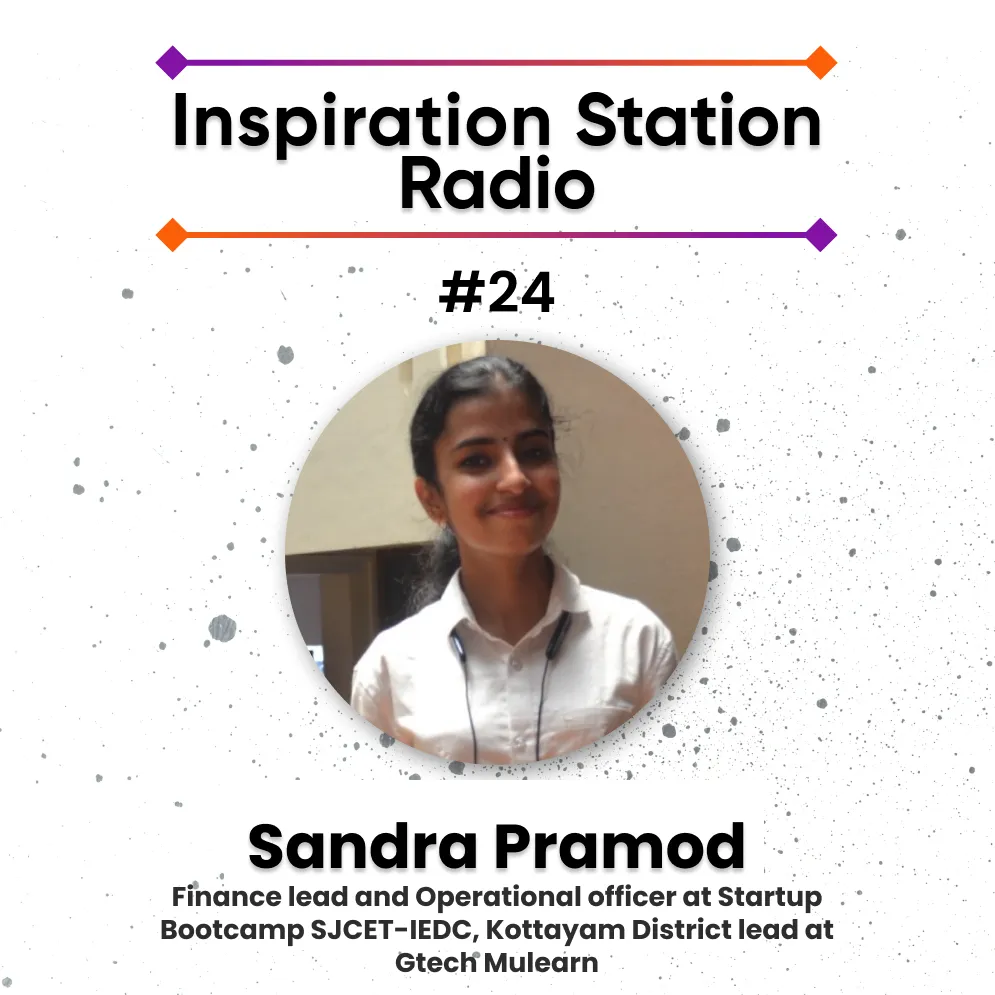 Inspiration Station
Radio
#24
Sandra Pramod
Finance lead and Operational officer at Startup
Bootcamp SJCET-IEDC, Kottayam District lead at
Gtech Mulearn